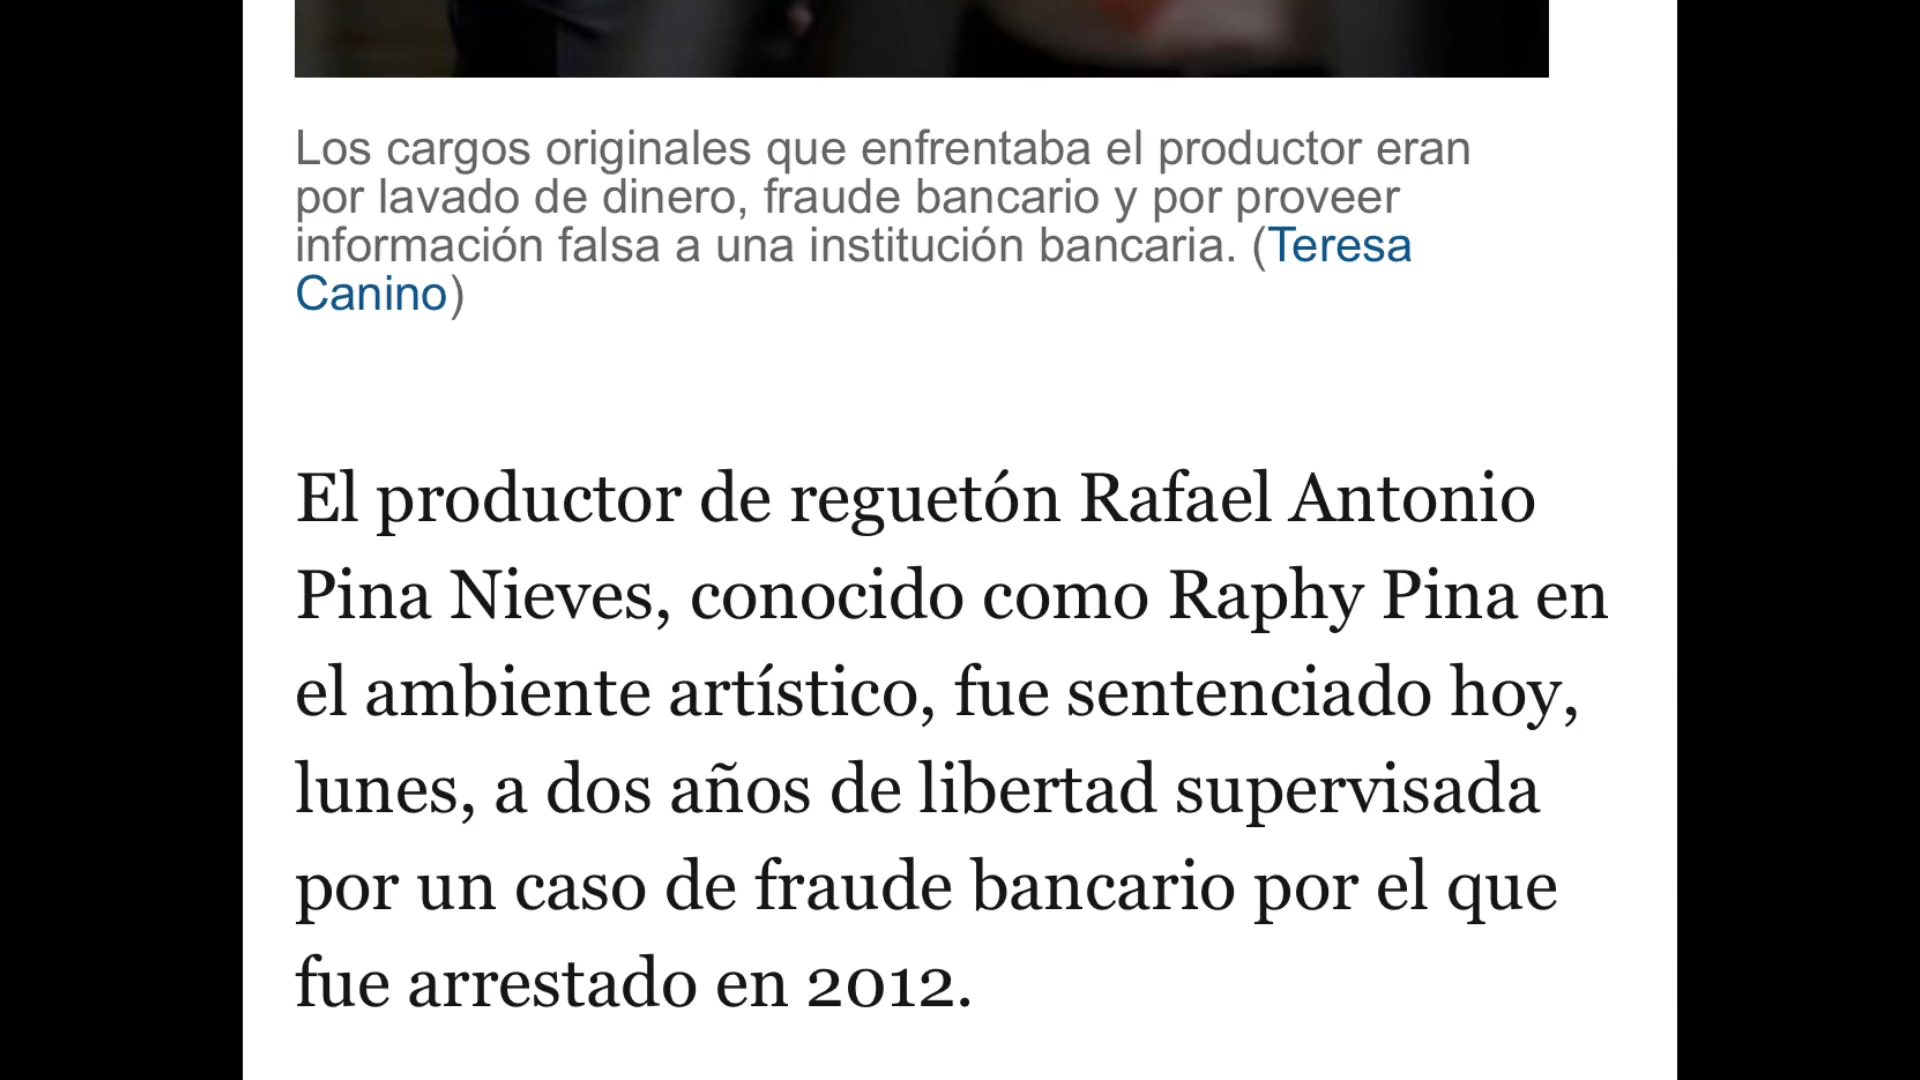 Los cargos originales que enfrentaba el productor eran
por lavado de dinero, fraude bancario y por proveer
información falsa a una institución bancaria. (Teresa
Canino)
El productor de reguetón Rafael Antonio
Pina Nieves, conocido como Raphy Pina en
el ambiente artístico, fue sentenciado hoy,
lunes, a dos años de libertad supervisada
por un caso de fraude bancario por el que
fue arrestado en 2012.